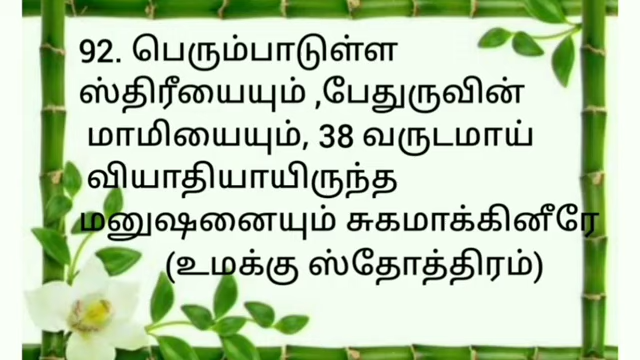 92. பெரும்பாடுள்ள
ஸ்திரீயையும் ,பேதுருவின்
மாமியையும், 38 வருடமாய்
வியாதியாயிருந்த
மனுஷனையும் சுகமாக்கினீரே
(உமக்கு ஸ்தோத்திரம்)